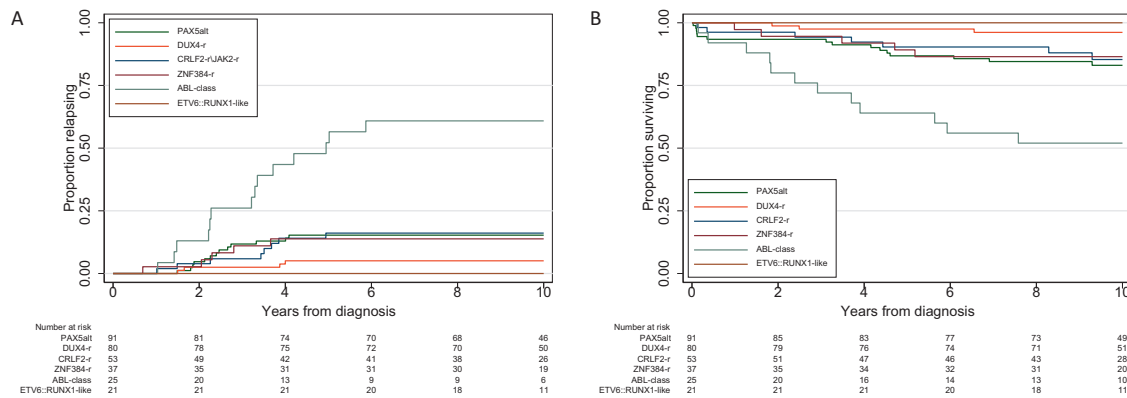 A
Proportion relapsing
1.00
0.75
0.50
0.25
0.00
PAX5alt
DUX4-r
CRLF2-r\JAK2-r
ZNF384-r
ABL-class
ETV6::RUNX1-like
0 2 4 6 8 10
Years from diagnosis
Number at risk
PAX5alt 91 81 74 70 68 46
DUX4-r 80 78 75 72 70 50
CRLF2-r 53 49 42 41 38 26
ZNF384-r 37 35 31 31 30 19
ABL-class 25 20 13 9 9 6
ETV6::RUNX1-like 21 21 21 20 18 11
B
Proportion surviving
1.00
0.75
0.50
0.25
0.00
PAX5alt
DUX4-r
CRLF2-r
ZNF384-r
ABL-class
ETV6::RUNX1-like
0 2 4 6 8 10
Years from diagnosis
Number at risk
PAX5alt 91 85 83 77 73 49
DUX4-r 80 79 76 74 71 51
CRLF2-r 53 51 47 46 43 28
ZNF384-r 37 35 34 32 31 20
ABL-class 25 20 16 14 13 10
ETV6::RUNX1-like 21 21 21 20 18 11